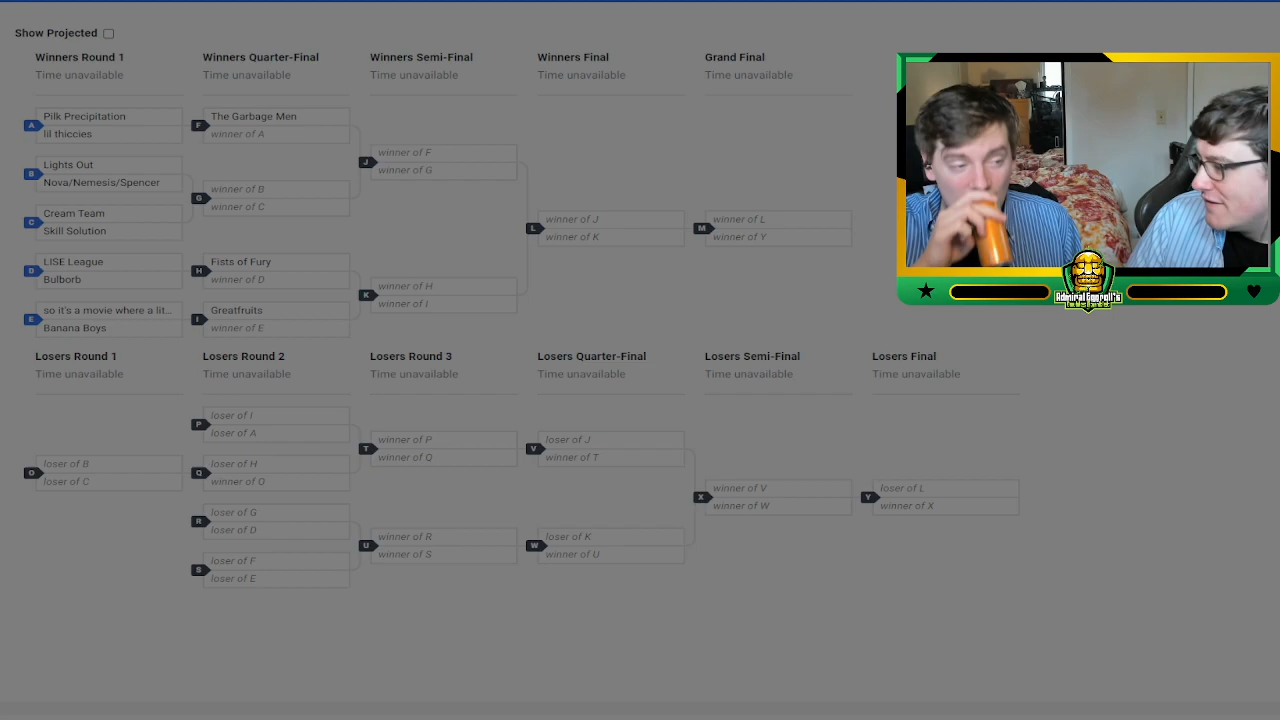 Show Projected
Winners Round 1
Time unavailable
Winners Quarter-Final
Time unavailable
Winners Semi-Final
Time unavailable
Winners Final
Time unavailable
Grand Final
Time unavailable
A
Pilk Precipitation
lil thiccies
B
Lights Out
Nova/Nemesis/Spencer
C
Cream Team
Skill Solution
D
LISE League
Bulborb
E
so it's a movie where a lit...
Banana Boys
F
The Garbage Men
winner of A
G
winner of B
winner of C
H
Fists of Fury
winner of D
I
Greatfruits
winner of E
J
winner of F
winner of G
K
winner of H
winner of I
L
winner of J
winner of K
M
winner of L
winner of Y
Admiral Eggroll's
Losers Round 1
Time unavailable
Losers Round 2
Time unavailable
Losers Round 3
Time unavailable
Losers Quarter-Final
Time unavailable
Losers Semi-Final
Time unavailable
Losers Final
Time unavailable
O
loser of B
loser of C
P
loser of I
loser of A
Q
loser of H
winner of O
R
loser of G
loser of D
S
loser of F
loser of E
T
winner of P
winner of Q
U
winner of R
winner of S
V
loser of J
winner of T
W
loser of K
winner of U
X
winner of V
winner of W
Y
loser of L
winner of X